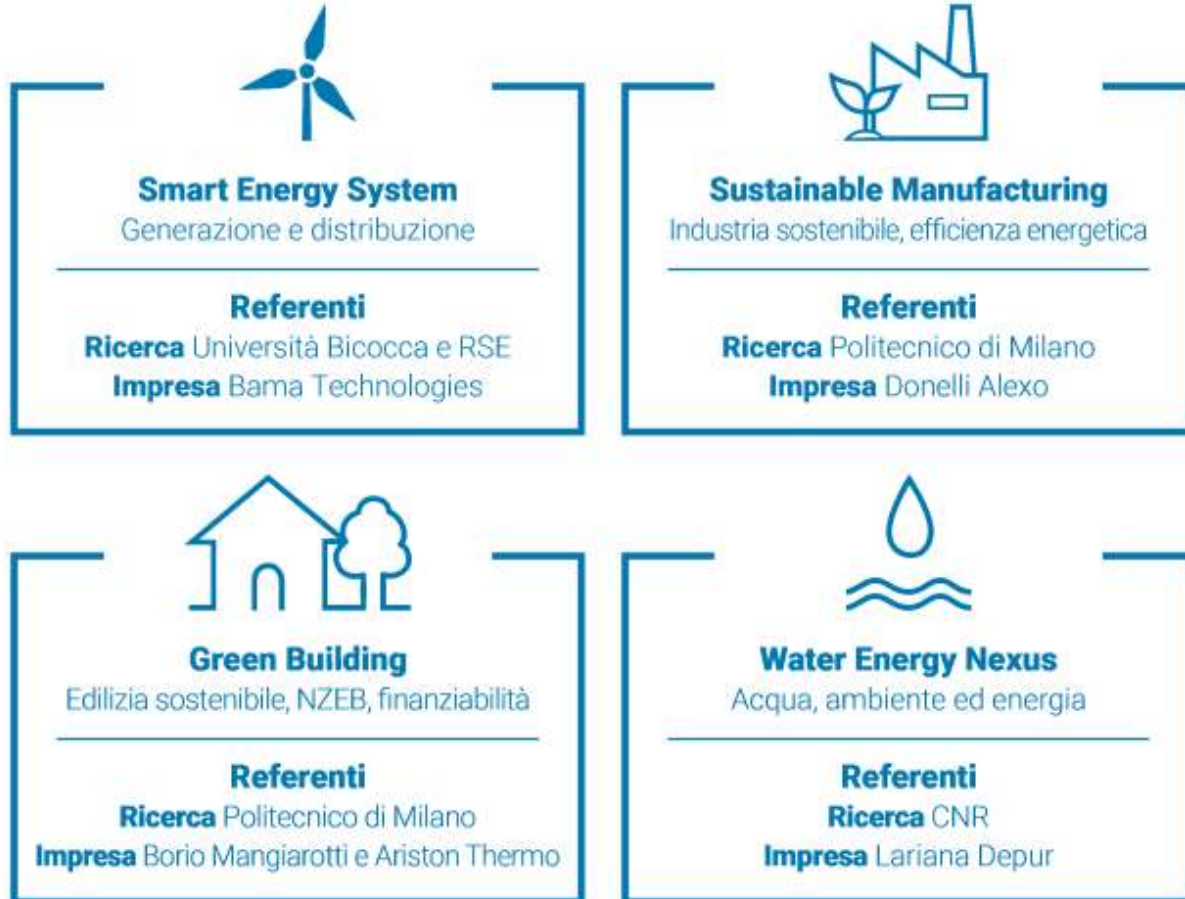 Smart Energy System
Generazione e distribuzione
Referenti
Ricerca Università Bicocca e RSE
Impresa Bama Technologies
Sustainable Manufacturing
Industria sostenibile, efficienza energetica
Referenti
Ricerca Politecnico di Milano
Impresa Donelli Alexo
Green Building
Edilizia sostenibile, NZEB, finanziabilità
Referenti
Ricerca Politecnico di Milano
Impresa Borio Mangiarotti e Ariston Thermo
Water Energy Nexus
Acqua, ambiente ed energia
Referenti
Ricerca CNR
Impresa Lariana Depur